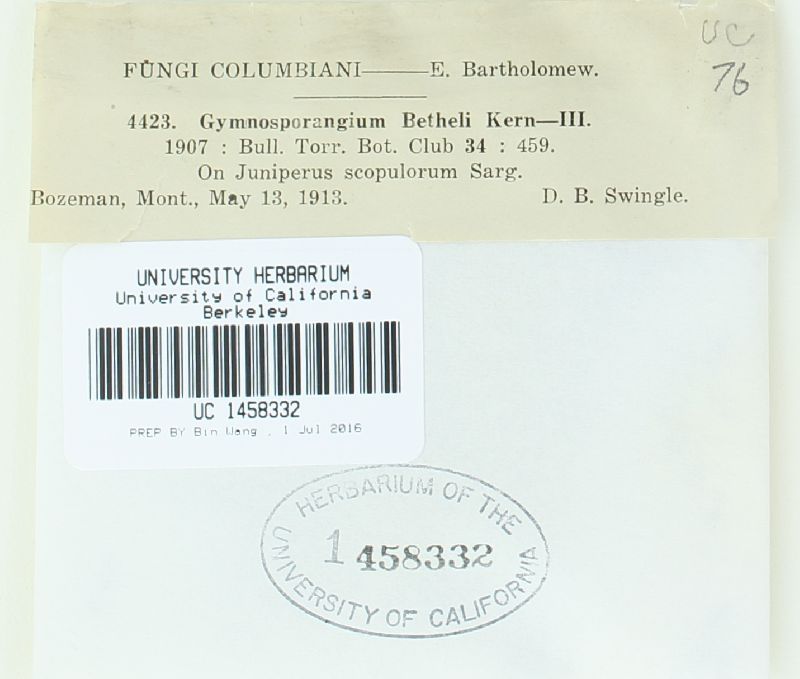 UC
76
FUNGI COLUMBIANI——E. Bartholomew.
4423. Gymnosporangium Betheli Kern—III.
1907 : Bull. Torr. Bot. Club 34 : 459.
On Juniperus scopulorum Sarg.
Bozeman, Mont., May 13, 1913. D. B. Swingle.
UNIVERSITY HERBARIUM
University of California
Berkeley
UC 1458332
PREP BY Bin Wang , 1 Jul 2016
HERBARIUM OF THE
1 458332
UNIVERSITY OF CALIFORNIA